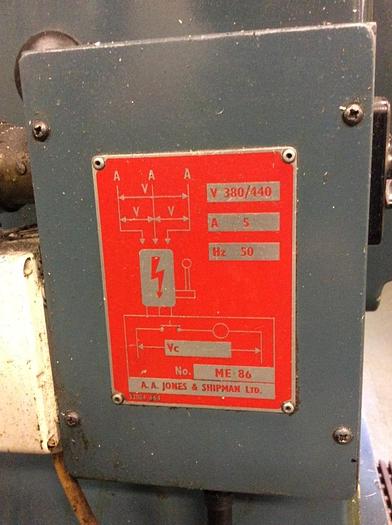 A A A
V
V V
V 380/440
A 5
Hz 50
Vc
No. ME 86
A. A. JONES & SHIPMAN LTD.